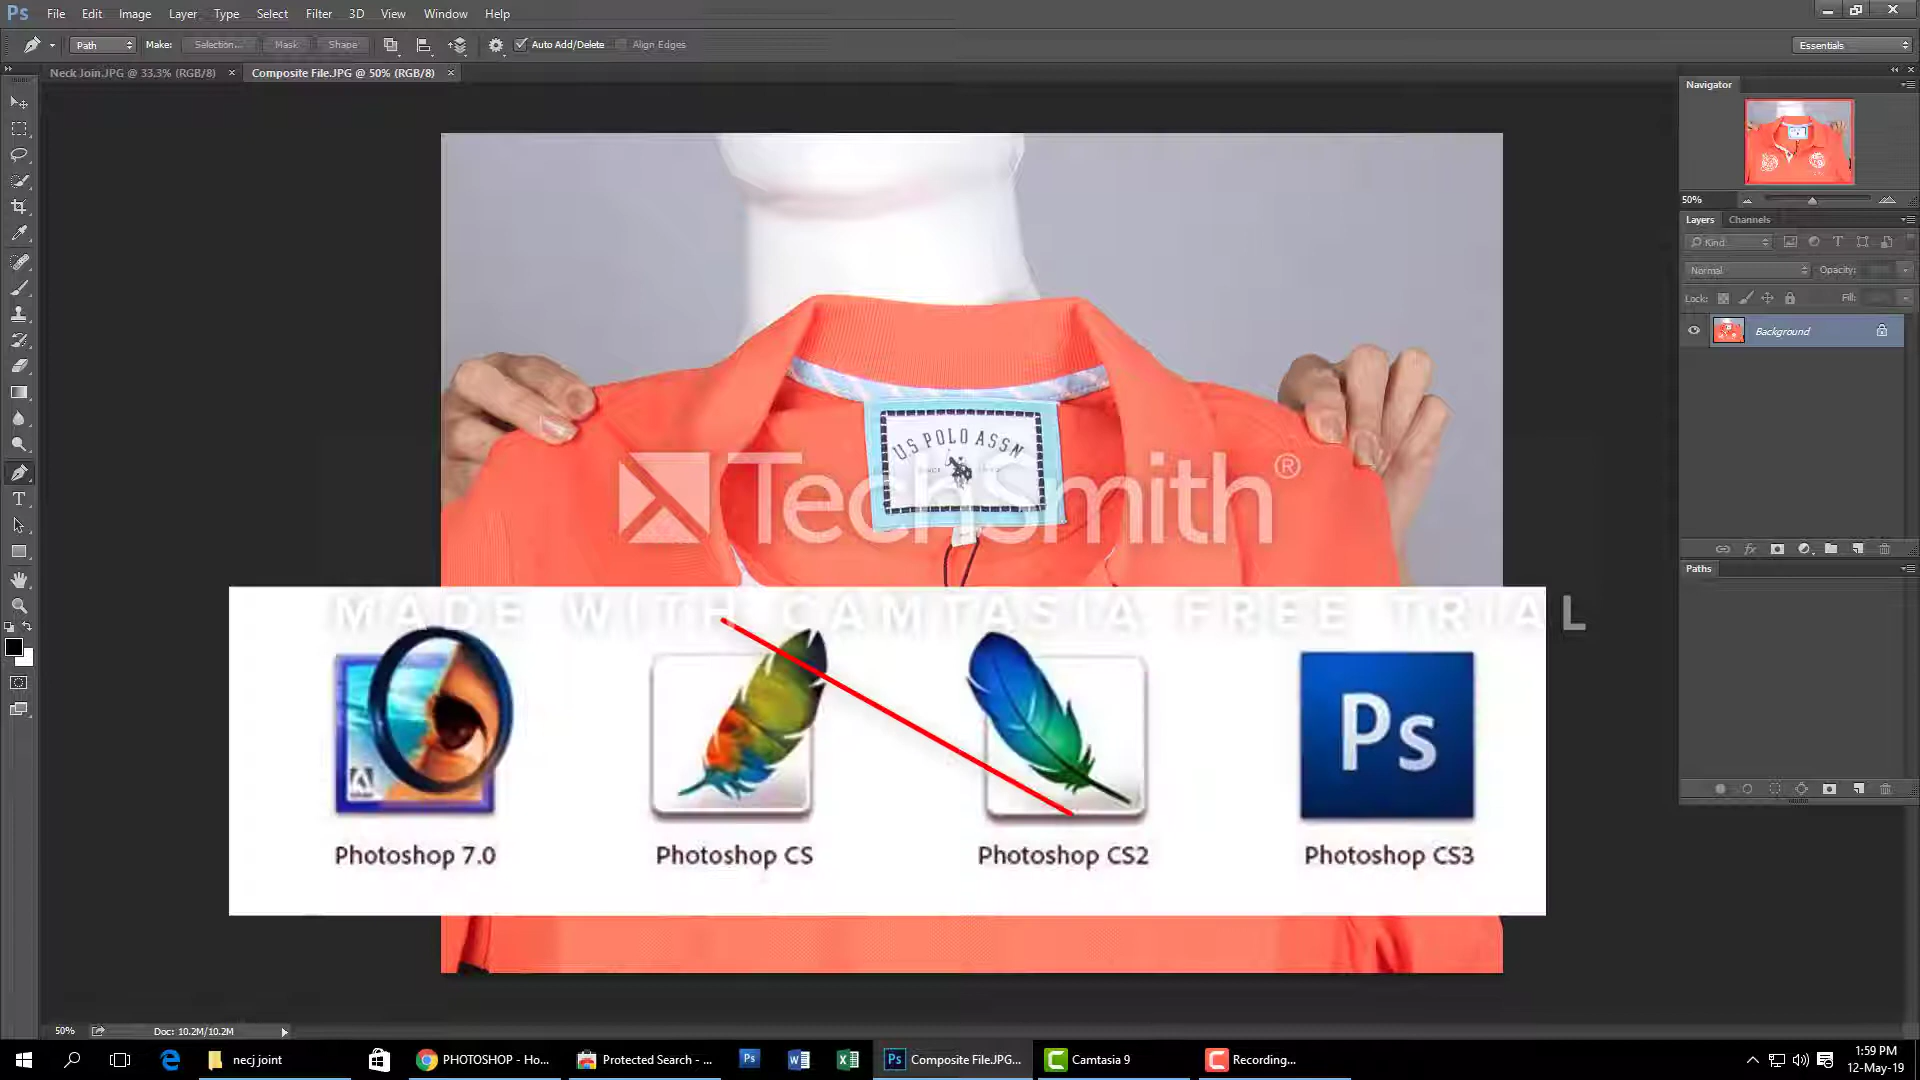 Ps File Edit Image Layer Type Select Filter 3D View Window Help
Path Make: Selection... Mask Shape Auto Add/Delete Align Edges Essentials
Neck Join.JPG @ 33.3% (RGB/8) × Composite File.JPG @ 50% (RGB/8) ×
Navigator
50%
Layers Channels
Kind
Normal Opacity:
Lock: Fill:
Background
U.S POLO ASSN
SINCE
TechSmith®
Paths
MADE WITH CAMTASIA FREE TRIAL
Ps
Photoshop 7.0 Photoshop CS Photoshop CS2 Photoshop CS3
50% Doc: 10.2M/10.2M
necj joint PHOTOSHOP - Ho... Protected Search - ... Ps Ps Composite File.JPG... Camtasia 9 Recording...
1:59 PM
12-May-19